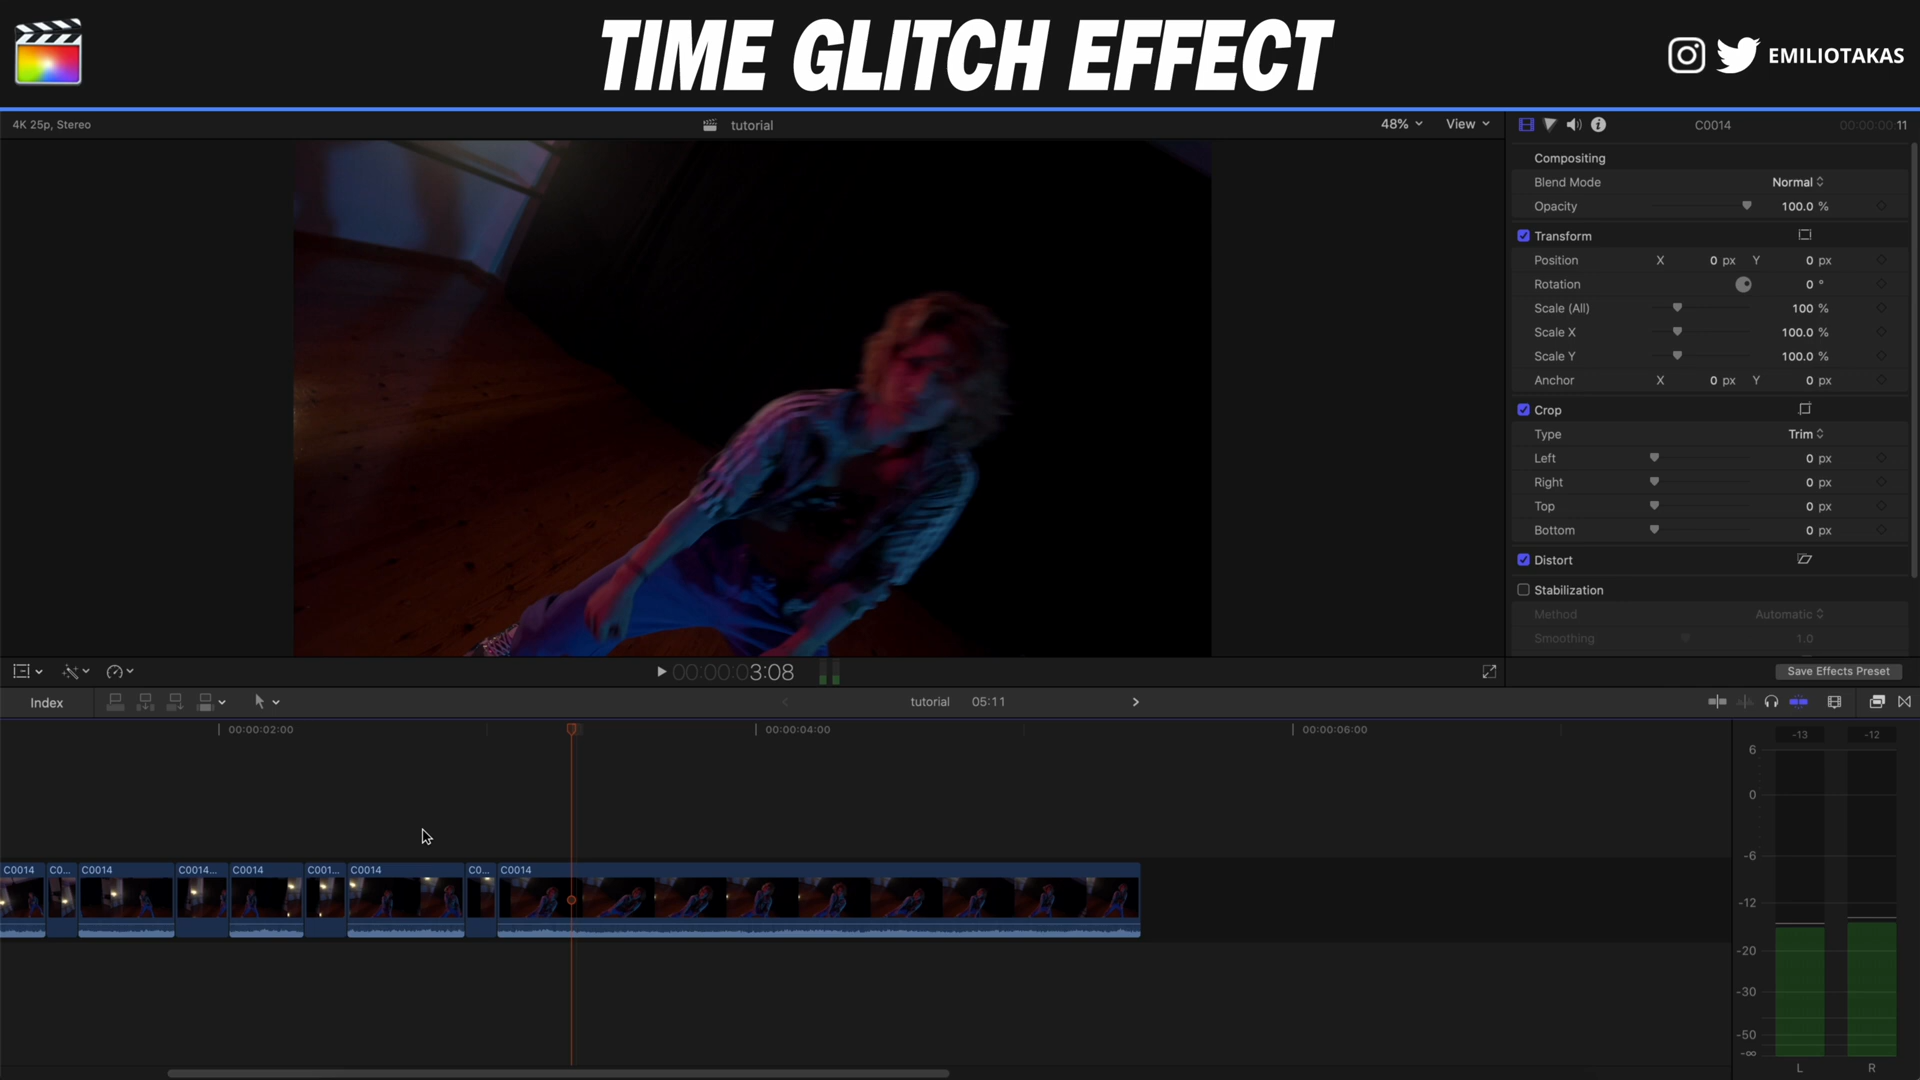 TIME GLITCH EFFECT
EMILIOTAKAS
4K 25p, Stereo
tutorial
48%
View
C0014
00:00:00:11
Compositing
Blend Mode Normal
Opacity 100.0 %
Transform
Position X 0 px Y 0 px
Rotation 0 °
Scale (All) 100 %
Scale X 100.0 %
Scale Y 100.0 %
Anchor X 0 px Y 0 px
Crop
Type Trim
Left 0 px
Right 0 px
Top 0 px
Bottom 0 px
Distort
Stabilization
Method Automatic
Smoothing 1.0
00:00:03:08
Save Effects Preset
Index
tutorial 05:11
00:00:02:00
00:00:04:00
00:00:06:00
-13 -12
6
0
-6
-12
-20
-30
-50
-∞
L R
C0014 C0... C0014 C0014... C0014 C001... C0014 C0... C0014